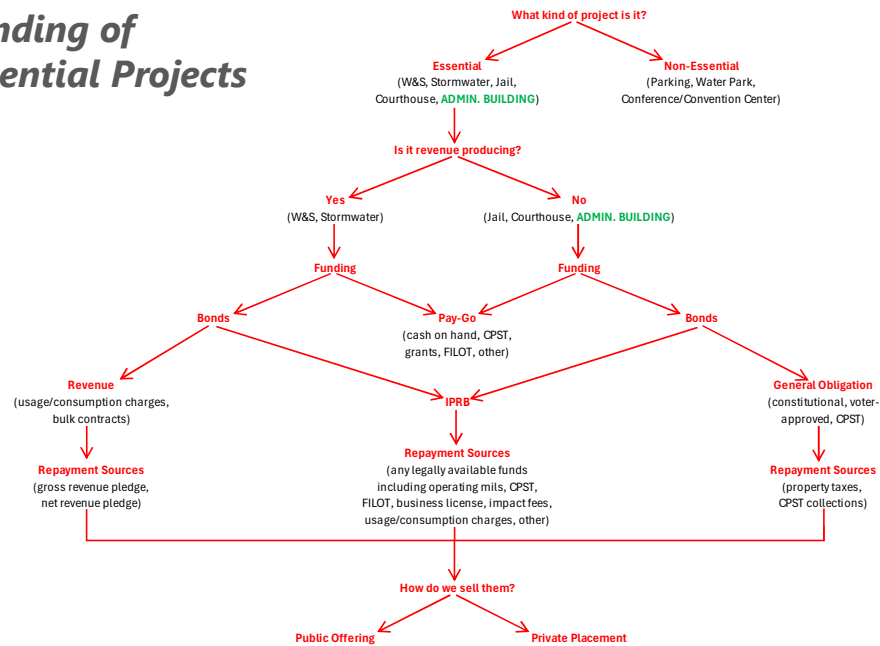 nding of
ential Projects
What kind of project is it?
Essential
(W&S, Stormwater, Jail,
Courthouse, ADMIN. BUILDING)
Non-Essential
(Parking, Water Park,
Conference/Convention Center)
Is it revenue producing?
Yes
(W&S, Stormwater)
No
(Jail, Courthouse, ADMIN. BUILDING)
Funding
Funding
Bonds
Pay-Go
(cash on hand, CPST,
grants, FILOT, other)
Bonds
Revenue
(usage/consumption charges,
bulk contracts)
IPRB
General Obligation
(constitutional, voter-
approved, CPST)
Repayment Sources
(gross revenue pledge,
net revenue pledge)
Repayment Sources
(any legally available funds
including operating mils, CPST,
FILOT, business license, impact fees,
usage/consumption charges, other)
Repayment Sources
(property taxes,
CPST collections)
How do we sell them?
Public Offering
Private Placement